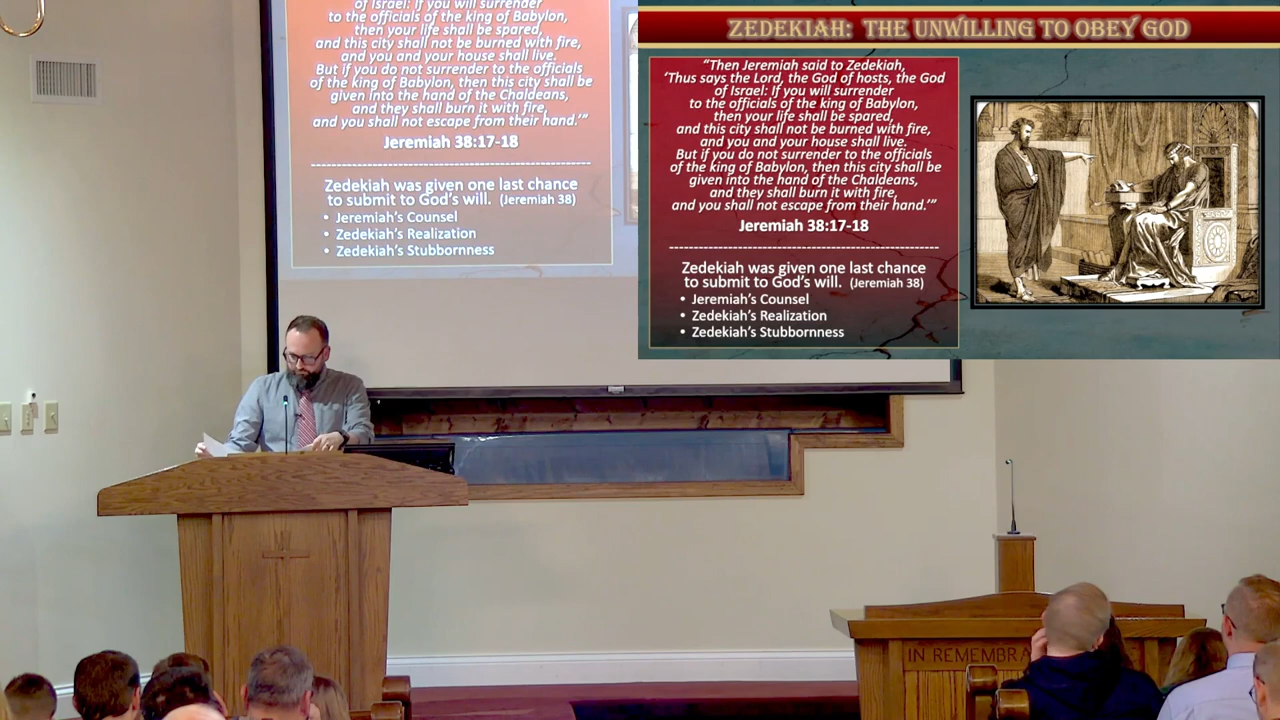 of Israel: If you will surrender
to the officials of the king of Babylon,
then your life shall be spared,
and this city shall not be burned with fire,
and you and your house shall live.
But if you do not surrender to the officials
of the king of Babylon, then this city shall be
given into the hand of the Chaldeans,
and they shall burn it with fire,
and you shall not escape from their hand.’”
Jeremiah 38:17-18
Zedekiah was given one last chance
to submit to God’s will. (Jeremiah 38)
• Jeremiah’s Counsel
• Zedekiah’s Realization
• Zedekiah’s Stubbornness
ZEDEKIAH: THE UNWILLING TO OBEY GOD
“Then Jeremiah said to Zedekiah,
‘Thus says the Lord, the God of hosts, the God
of Israel: If you will surrender
to the officials of the king of Babylon,
then your life shall be spared,
and this city shall not be burned with fire,
and you and your house shall live.
But if you do not surrender to the officials
of the king of Babylon, then this city shall be
given into the hand of the Chaldeans,
and they shall burn it with fire,
and you shall not escape from their hand.’”
Jeremiah 38:17-18
--------------------------------------------------------
Zedekiah was given one last chance
to submit to God’s will. (Jeremiah 38)
• Jeremiah’s Counsel
• Zedekiah’s Realization
• Zedekiah’s Stubbornness
IN REMEMBRA